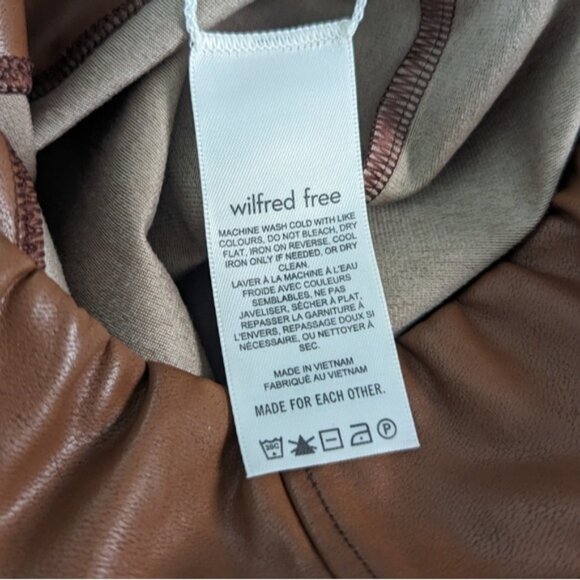 wilfred free
MACHINE WASH COLD WITH LIKE
COLOURS, DO NOT BLEACH, DRY
FLAT, IRON ON REVERSE, COOL
IRON ONLY IF NEEDED, OR DRY
CLEAN.
LAVER À LA MACHINE À L'EAU
FROIDE AVEC COULEURS
SEMBLABLES, NE PAS
JAVELISER, SÉCHER À PLAT,
REPASSER LA GARNITURE À
L'ENVERS, REPASSAGE DOUX SI
NÉCESSAIRE, OU NETTOYER À
SEC.
MADE IN VIETNAM
FABRIQUÉ AU VIETNAM
MADE FOR EACH OTHER.
30C P